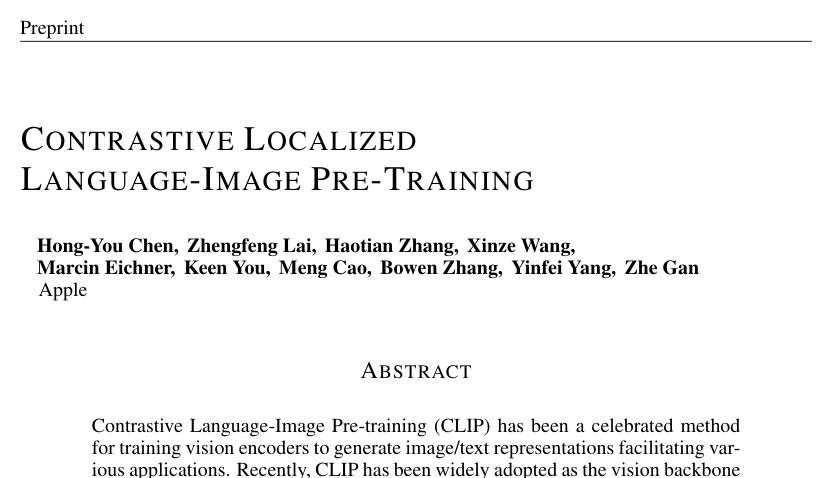 Preprint
CONTRASTIVE LOCALIZED
LANGUAGE-IMAGE PRE-TRAINING
Hong-You Chen, Zhengfeng Lai, Haotian Zhang, Xinze Wang,
Marcin Eichner, Keen You, Meng Cao, Bowen Zhang, Yinfei Yang, Zhe Gan
Apple
ABSTRACT
Contrastive Language-Image Pre-training (CLIP) has been a celebrated method
for training vision encoders to generate image/text representations facilitating var-
ious applications. Recently, CLIP has been widely adopted as the vision backbone